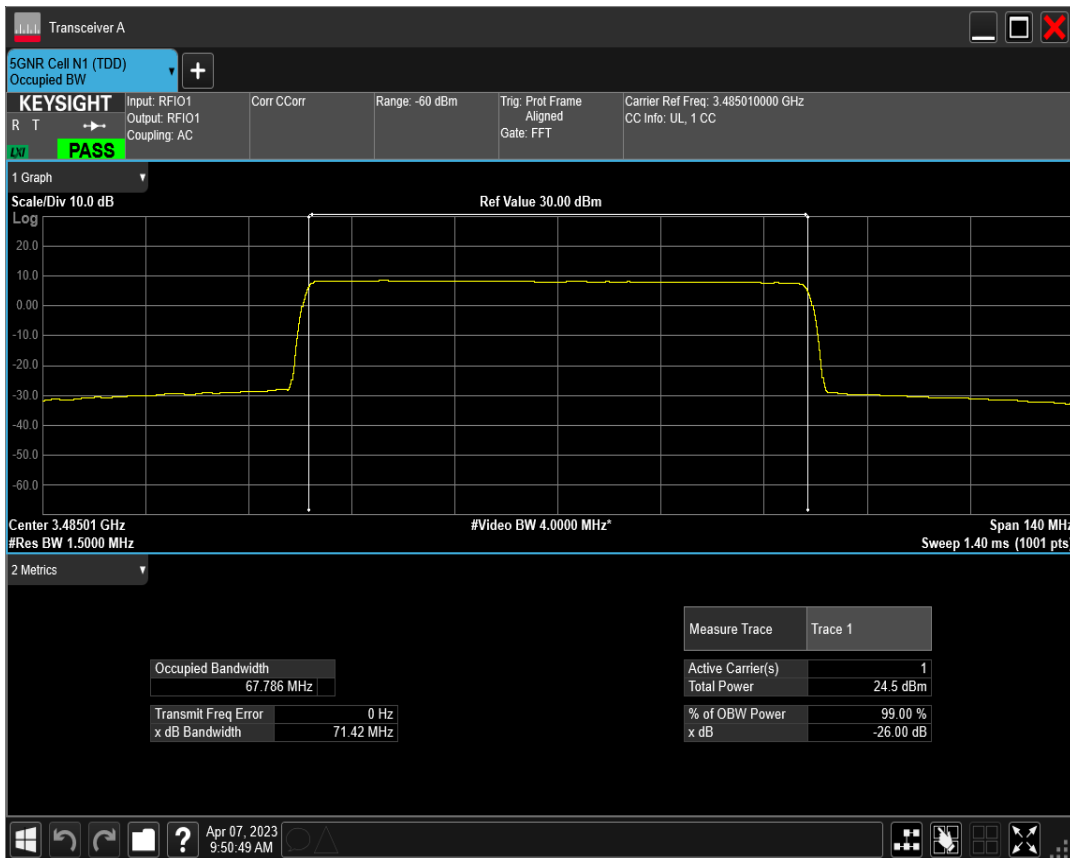 Transceiver A
5GNR Cell N1 (TDD)
Occupied BW
+
KEYSIGHT
R T
LXI
PASS
Input: RFIO1
Output: RFIO1
Coupling: AC
Corr CCorr
Range: -60 dBm
Trig: Prot Frame
Aligned
Gate: FFT
Carrier Ref Freq: 3.485010000 GHz
CC Info: UL, 1 CC
1 Graph
Scale/Div 10.0 dB
Ref Value 30.00 dBm
Log
20.0
10.0
0.00
-10.0
-20.0
-30.0
-40.0
-50.0
-60.0
Center 3.48501 GHz
#Video BW 4.0000 MHz*
Span 140 MHz
#Res BW 1.5000 MHz
Sweep 1.40 ms (1001 pts)
2 Metrics
Measure Trace Trace 1
Occupied Bandwidth
67.786 MHz
Active Carrier(s) 1
Total Power 24.5 dBm
Transmit Freq Error 0 Hz
x dB Bandwidth 71.42 MHz
% of OBW Power 99.00 %
x dB -26.00 dB
?
Apr 07, 2023
9:50:49 AM